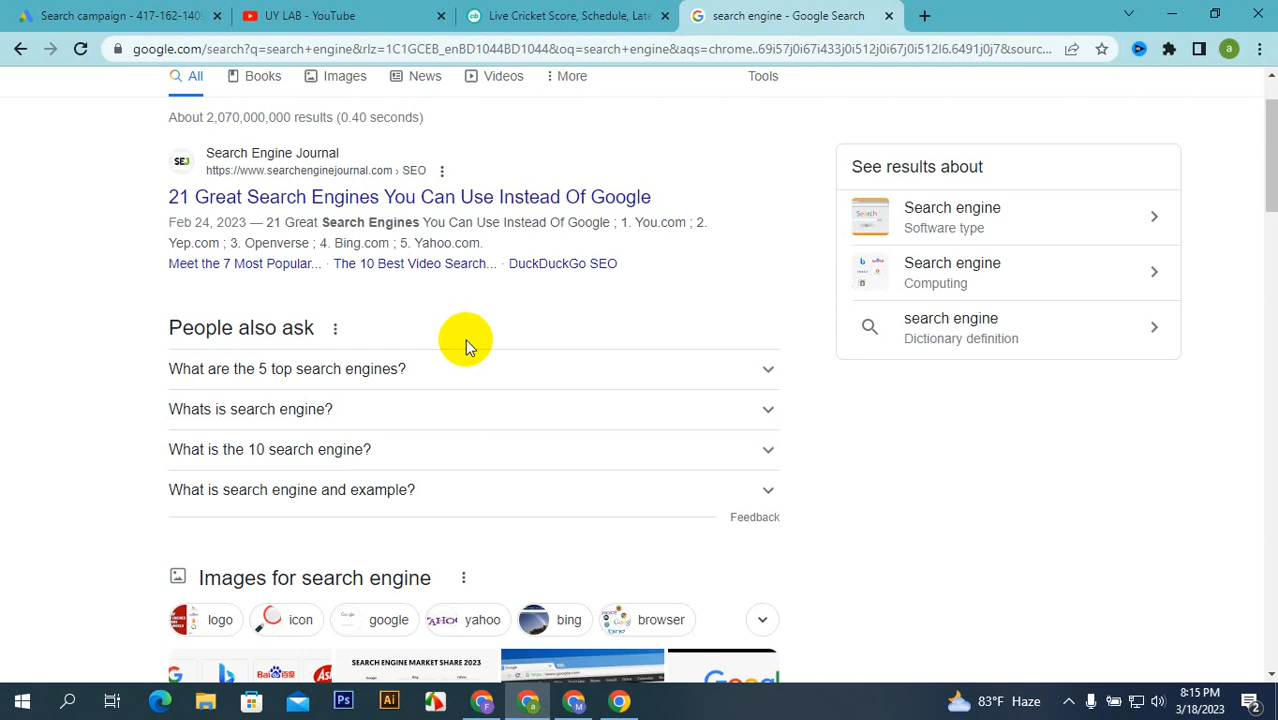 Search campaign - 417-162-140
UY LAB - YouTube
Live Cricket Score, Schedule, Late
search engine - Google Search
google.com/search?q=search+engine&rlz=1C1GCEB_enBD1044BD1044&oq=search+engine&aqs=chrome..69i57j0i67i433j0i512j0i67j0i512l6.6491j0j7&sourc...
a
All
Books
Images
News
Videos
More
Tools
About 2,070,000,000 results (0.40 seconds)
SEJ
Search Engine Journal
https://www.searchenginejournal.com › SEO
21 Great Search Engines You Can Use Instead Of Google
Feb 24, 2023 — 21 Great Search Engines You Can Use Instead Of Google ; 1. You.com ; 2.
Yep.com ; 3. Openverse ; 4. Bing.com ; 5. Yahoo.com.
Meet the 7 Most Popular... · The 10 Best Video Search... · DuckDuckGo SEO
See results about
Search engine
Software type
Search engine
Computing
search engine
Dictionary definition
People also ask
What are the 5 top search engines?
Whats is search engine?
What is the 10 search engine?
What is search engine and example?
Feedback
Images for search engine
logo
icon
google
YAHOO!
yahoo
bing
browser
Bai
SEARCH ENGINE MARKET SHARE 2023
Google
Ps
Ai
F
a
M
83°F Haze
8:15 PM
3/18/2023
2